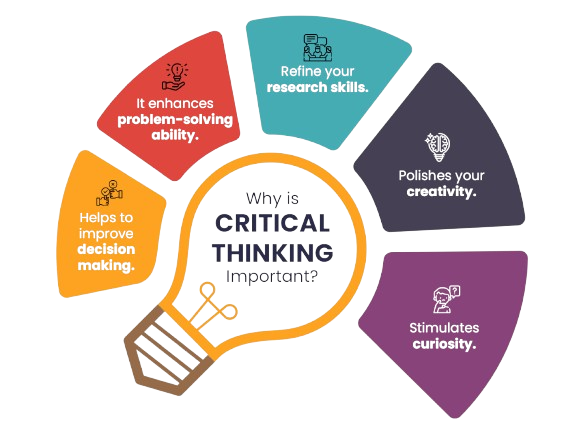 Why is
CRITICAL
THINKING
Important?
Helps to
improve
decision
making.
It enhances
problem-solving
ability.
Refine your
research skills.
Polishes your
creativity.
Stimulates
curiosity.